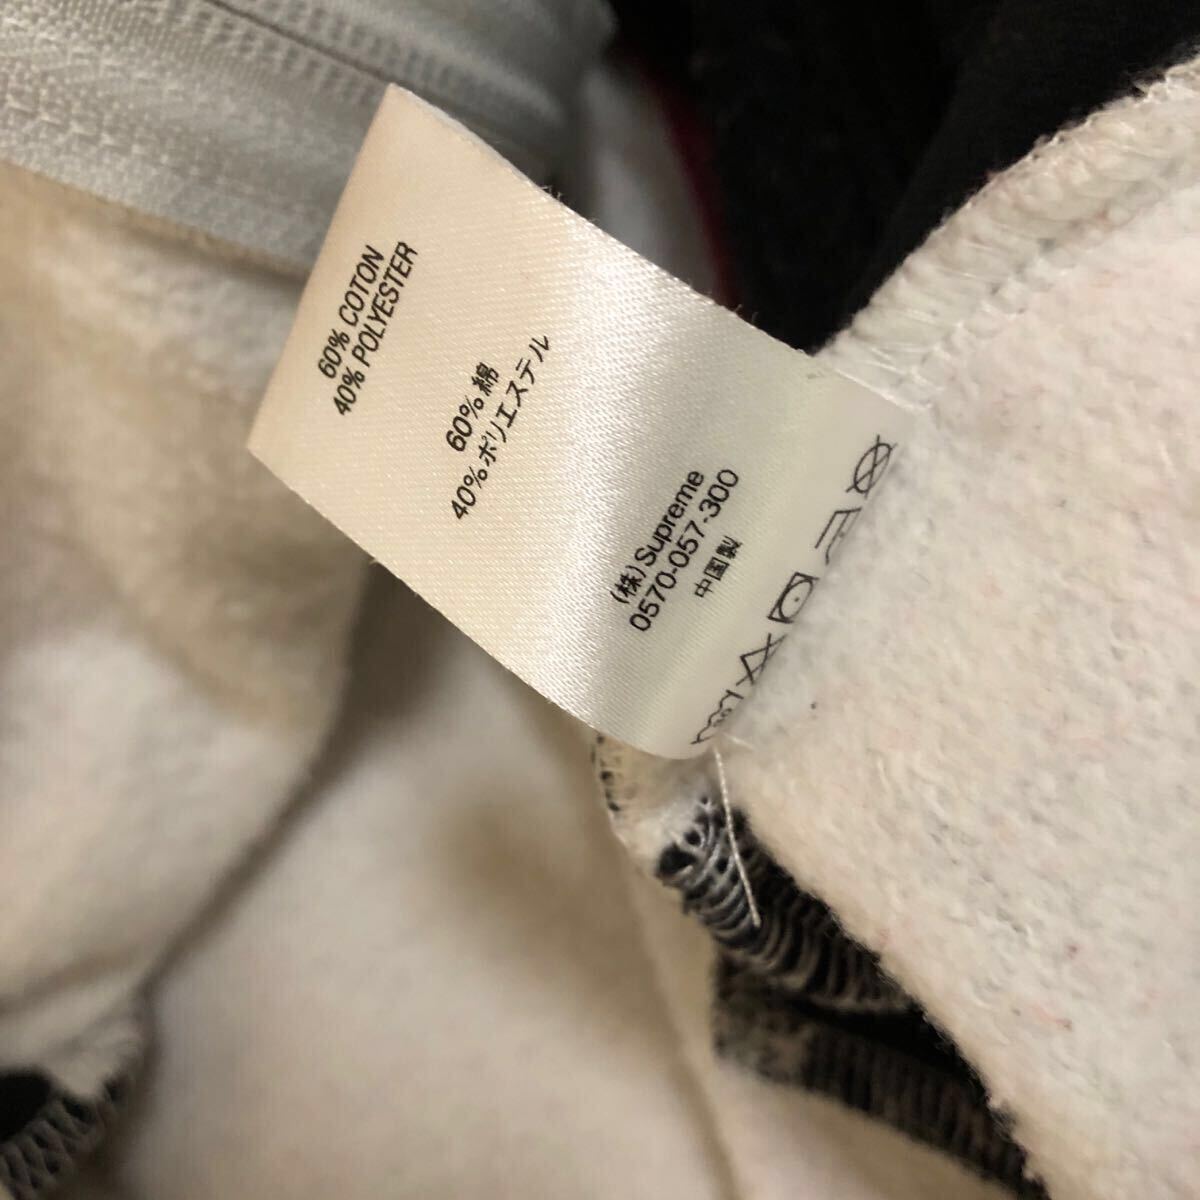 60% COTTON
40% POLYESTER
60% 綿
40% ポリエステル
(株)Supreme
0570-057-300
中国製